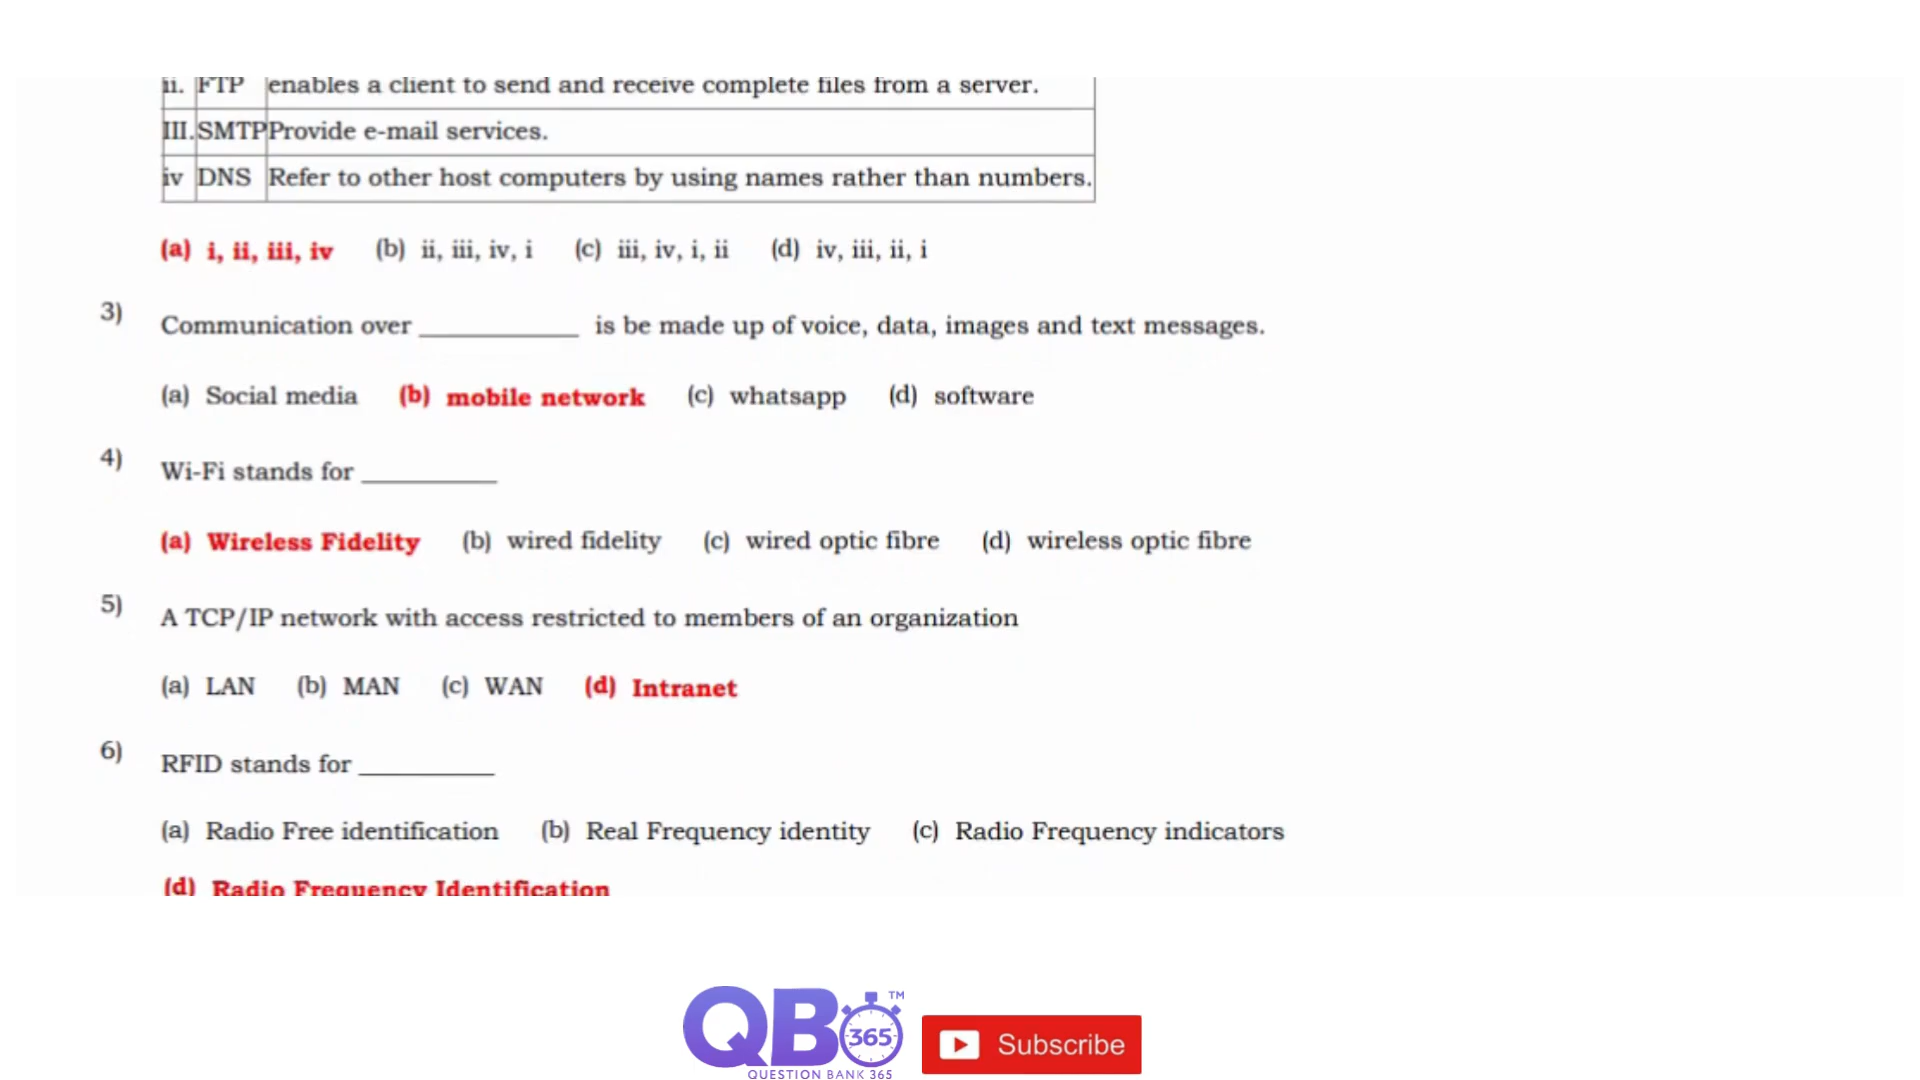 ii. FTP enables a client to send and receive complete files from a server.
III. SMTP Provide e-mail services.
iv DNS Refer to other host computers by using names rather than numbers.
(a) i, ii, iii, iv (b) ii, iii, iv, i (c) iii, iv, i, ii (d) iv, iii, ii, i
3) Communication over ____________ is be made up of voice, data, images and text messages.
(a) Social media (b) mobile network (c) whatsapp (d) software
4) Wi-Fi stands for __________
(a) Wireless Fidelity (b) wired fidelity (c) wired optic fibre (d) wireless optic fibre
5) A TCP/IP network with access restricted to members of an organization
(a) LAN (b) MAN (c) WAN (d) Intranet
6) RFID stands for __________
(a) Radio Free identification (b) Real Frequency identity (c) Radio Frequency indicators
(d) Radio Frequency Identification
QB 365 TM
QUESTION BANK 365
Subscribe